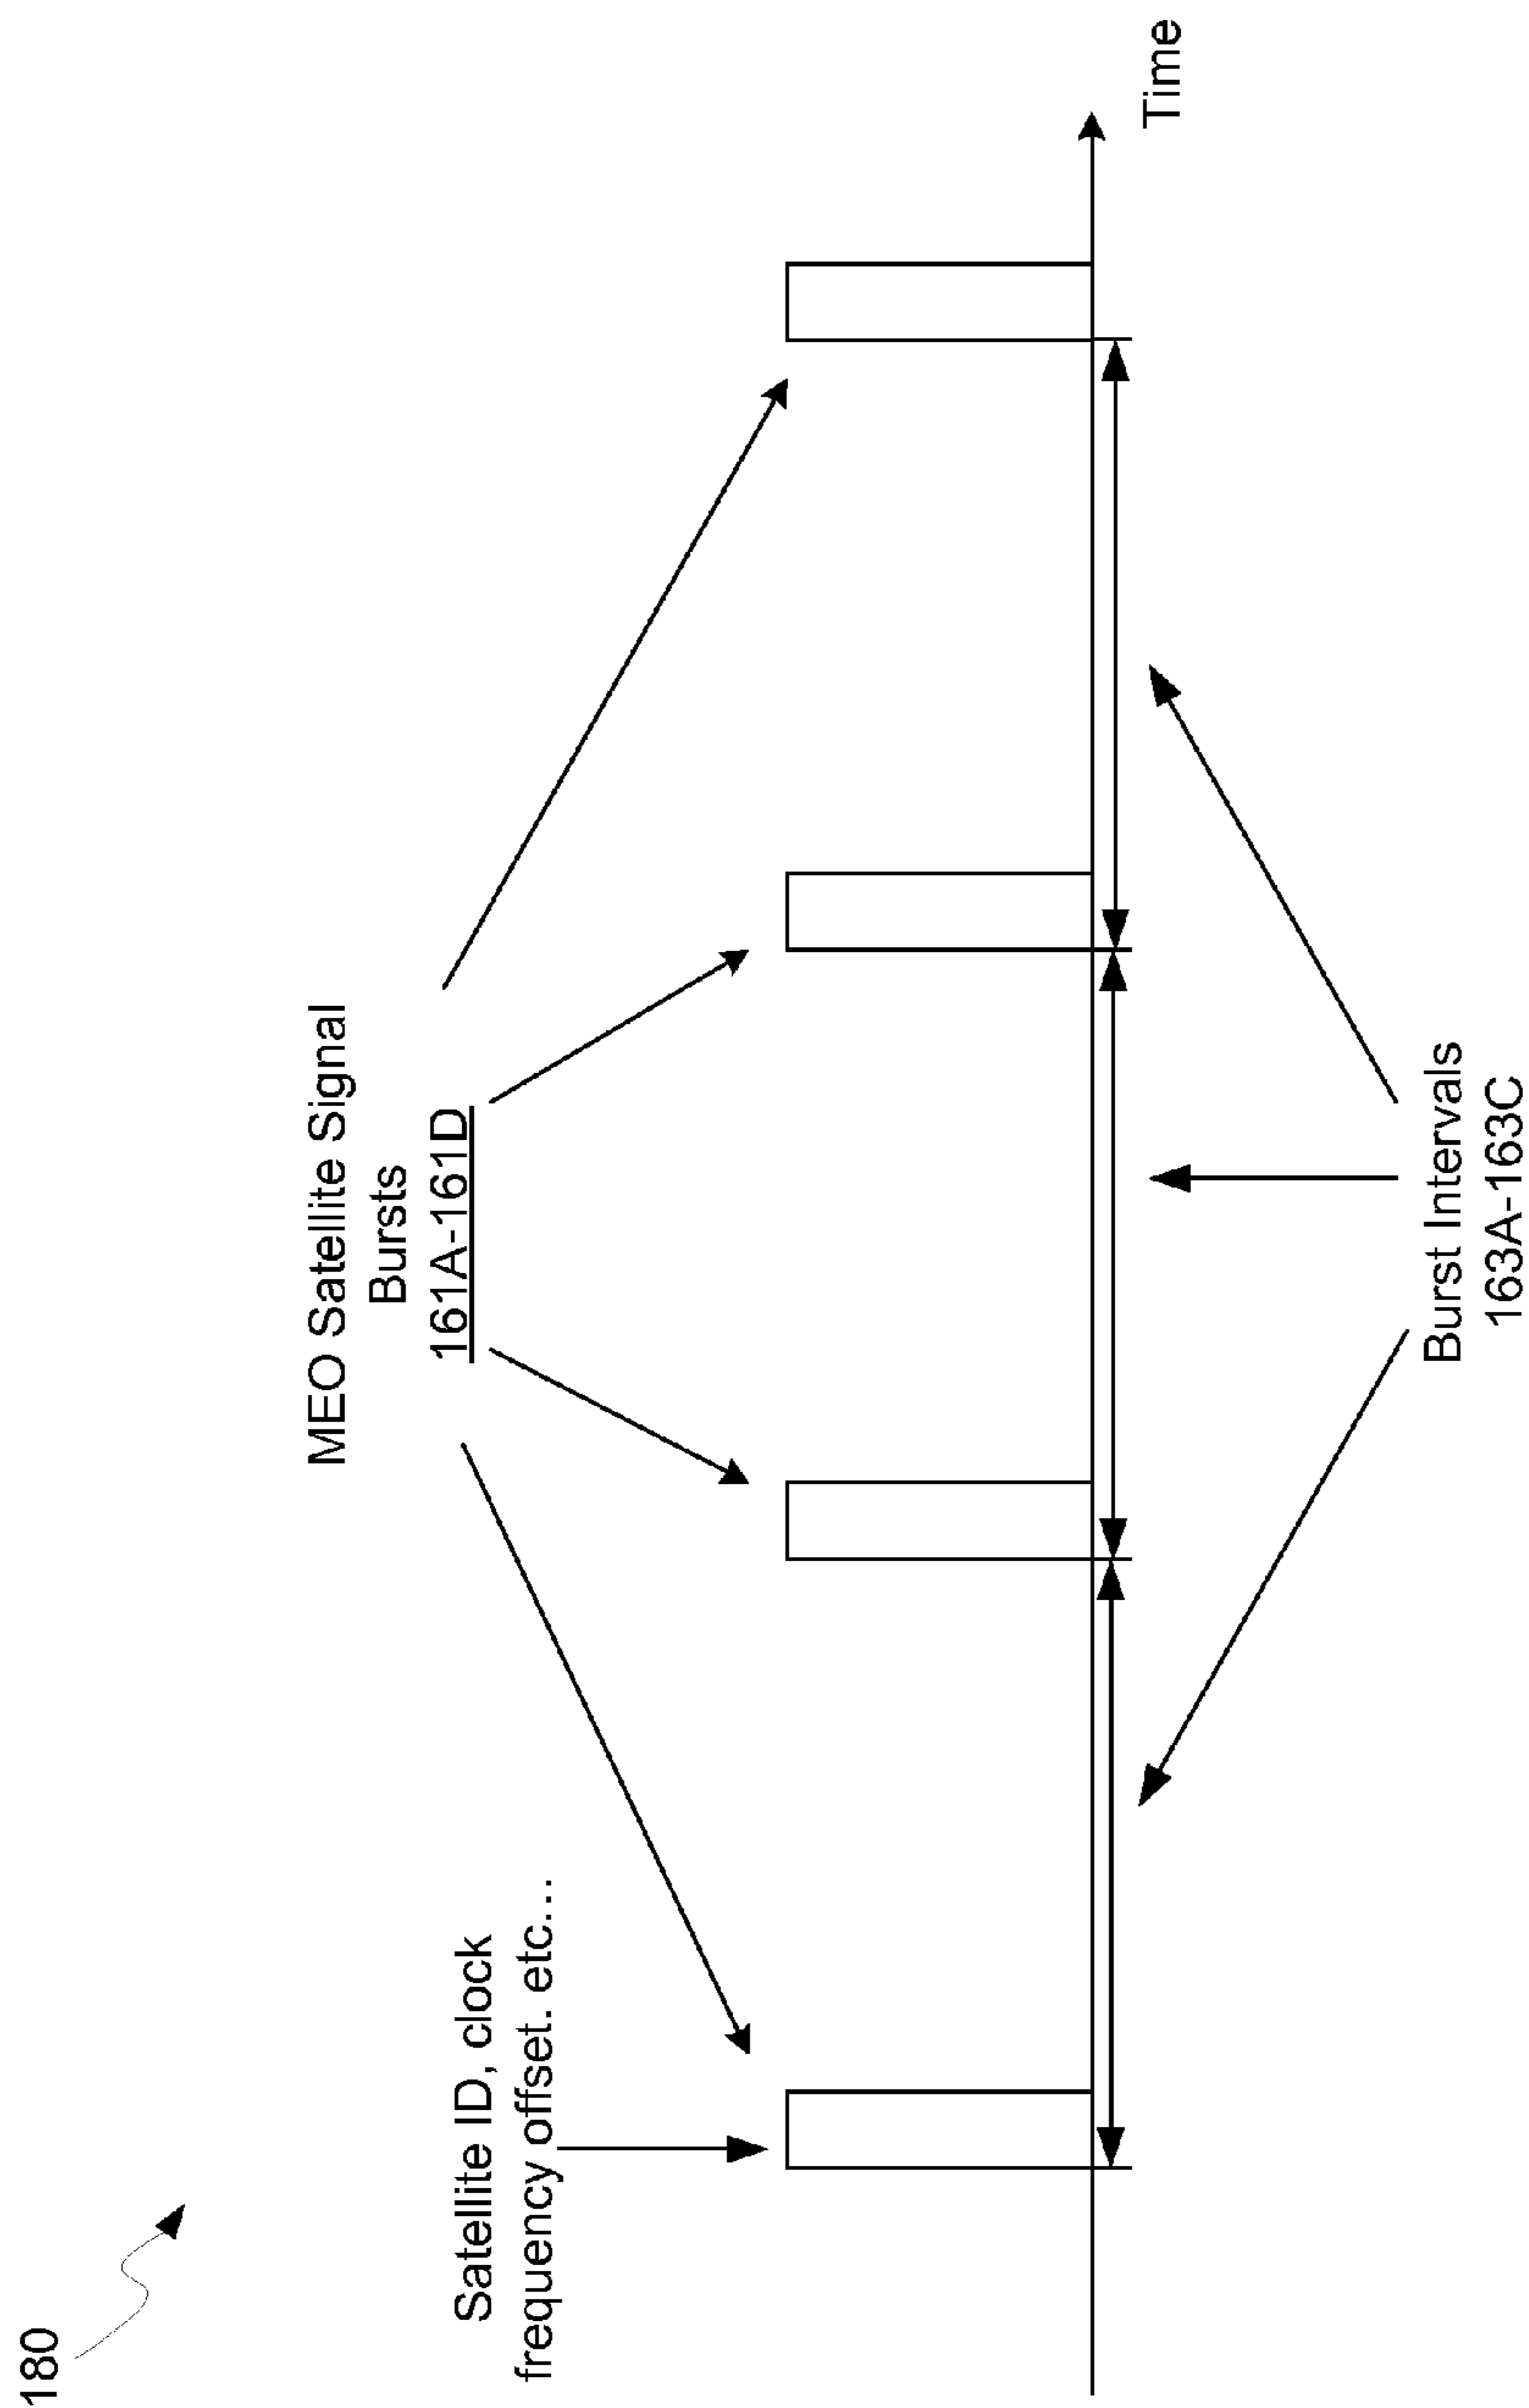 180
MEO Satellite Signal
Bursts
161A-161D
Satellite ID, clock
frequency offset. etc...
Time
Burst Intervals
163A-163C